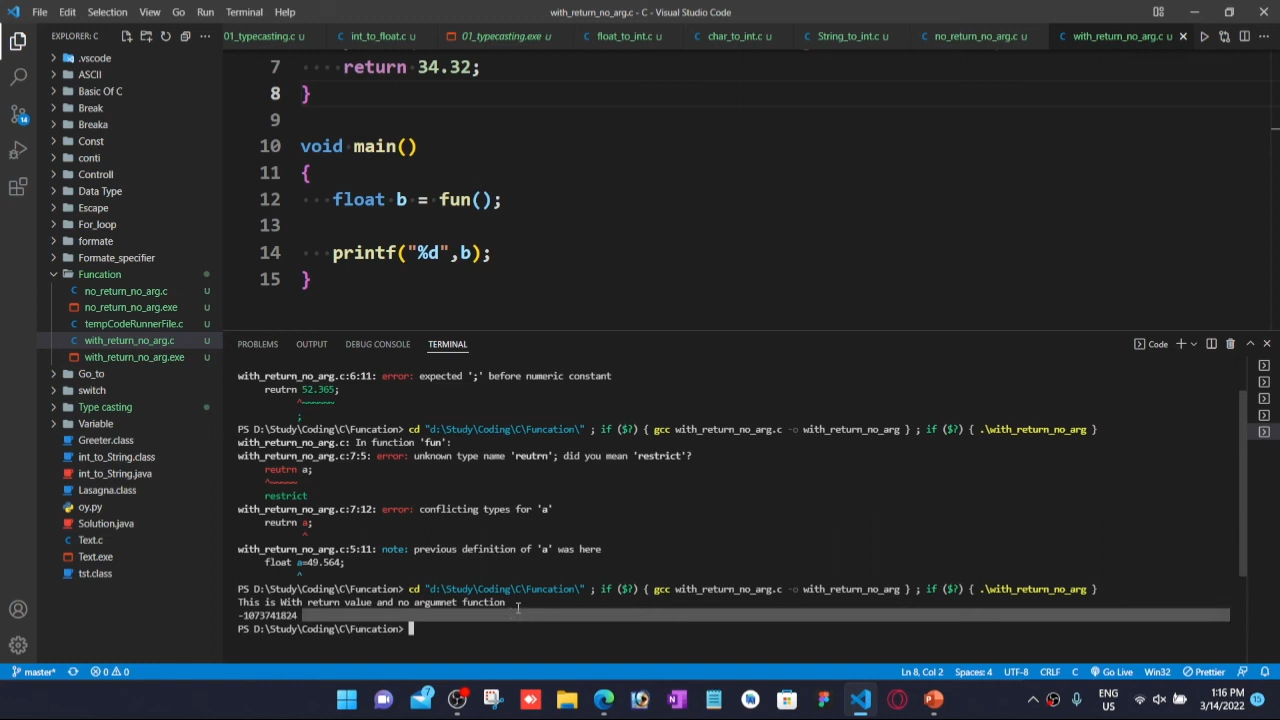 File Edit Selection View Go Run Terminal Help
with_return_no_arg.c - C - Visual Studio Code
EXPLORER: C
01_typecasting.c U
int_to_float.c U
01_typecasting.exe U
float_to_int.c U
char_to_int.c U
String_to_int.c U
no_return_no_arg.c U
with_return_no_arg.c U
.vscode
ASCII
Basic Of C
Break
Breaka
Const
conti
Controll
Data Type
Escape
For_loop
formate
Formate_specifier
Funcation
no_return_no_arg.c U
no_return_no_arg.exe U
tempCodeRunnerFile.c U
with_return_no_arg.c U
with_return_no_arg.exe U
Go_to
switch
Type casting
Variable
Greeter.class
int_to_String.class
int_to_String.java
Lasagna.class
oy.py
Solution.java
Text.c
Text.exe
tst.class
14
7 return 34.32;
8 }
9
10 void main()
11 {
12 float b = fun();
13
14 printf("%d",b);
15 }
PROBLEMS OUTPUT DEBUG CONSOLE TERMINAL
Code
with_return_no_arg.c:6:11: error: expected ';' before numeric constant
reutrn 52.365;
^~~~~~
;
PS D:\Study\Coding\C\Funcation> cd "d:\Study\Coding\C\Funcation\" ; if ($?) { gcc with_return_no_arg.c -o with_return_no_arg } ; if ($?) { .\with_return_no_arg }
with_return_no_arg.c: In function 'fun':
with_return_no_arg.c:7:5: error: unknown type name 'reutrn'; did you mean 'restrict'?
reutrn a;
^~~~~~
restrict
with_return_no_arg.c:7:12: error: conflicting types for 'a'
reutrn a;
^
with_return_no_arg.c:5:11: note: previous definition of 'a' was here
float a=49.564;
^
PS D:\Study\Coding\C\Funcation> cd "d:\Study\Coding\C\Funcation\" ; if ($?) { gcc with_return_no_arg.c -o with_return_no_arg } ; if ($?) { .\with_return_no_arg }
This is With return value and no argumnet function
-1073741824
PS D:\Study\Coding\C\Funcation>
master* 0 0
Ln 8, Col 2 Spaces: 4 UTF-8 CRLF C Go Live Win32 Prettier
ENG
US
1:16 PM
3/14/2022
15